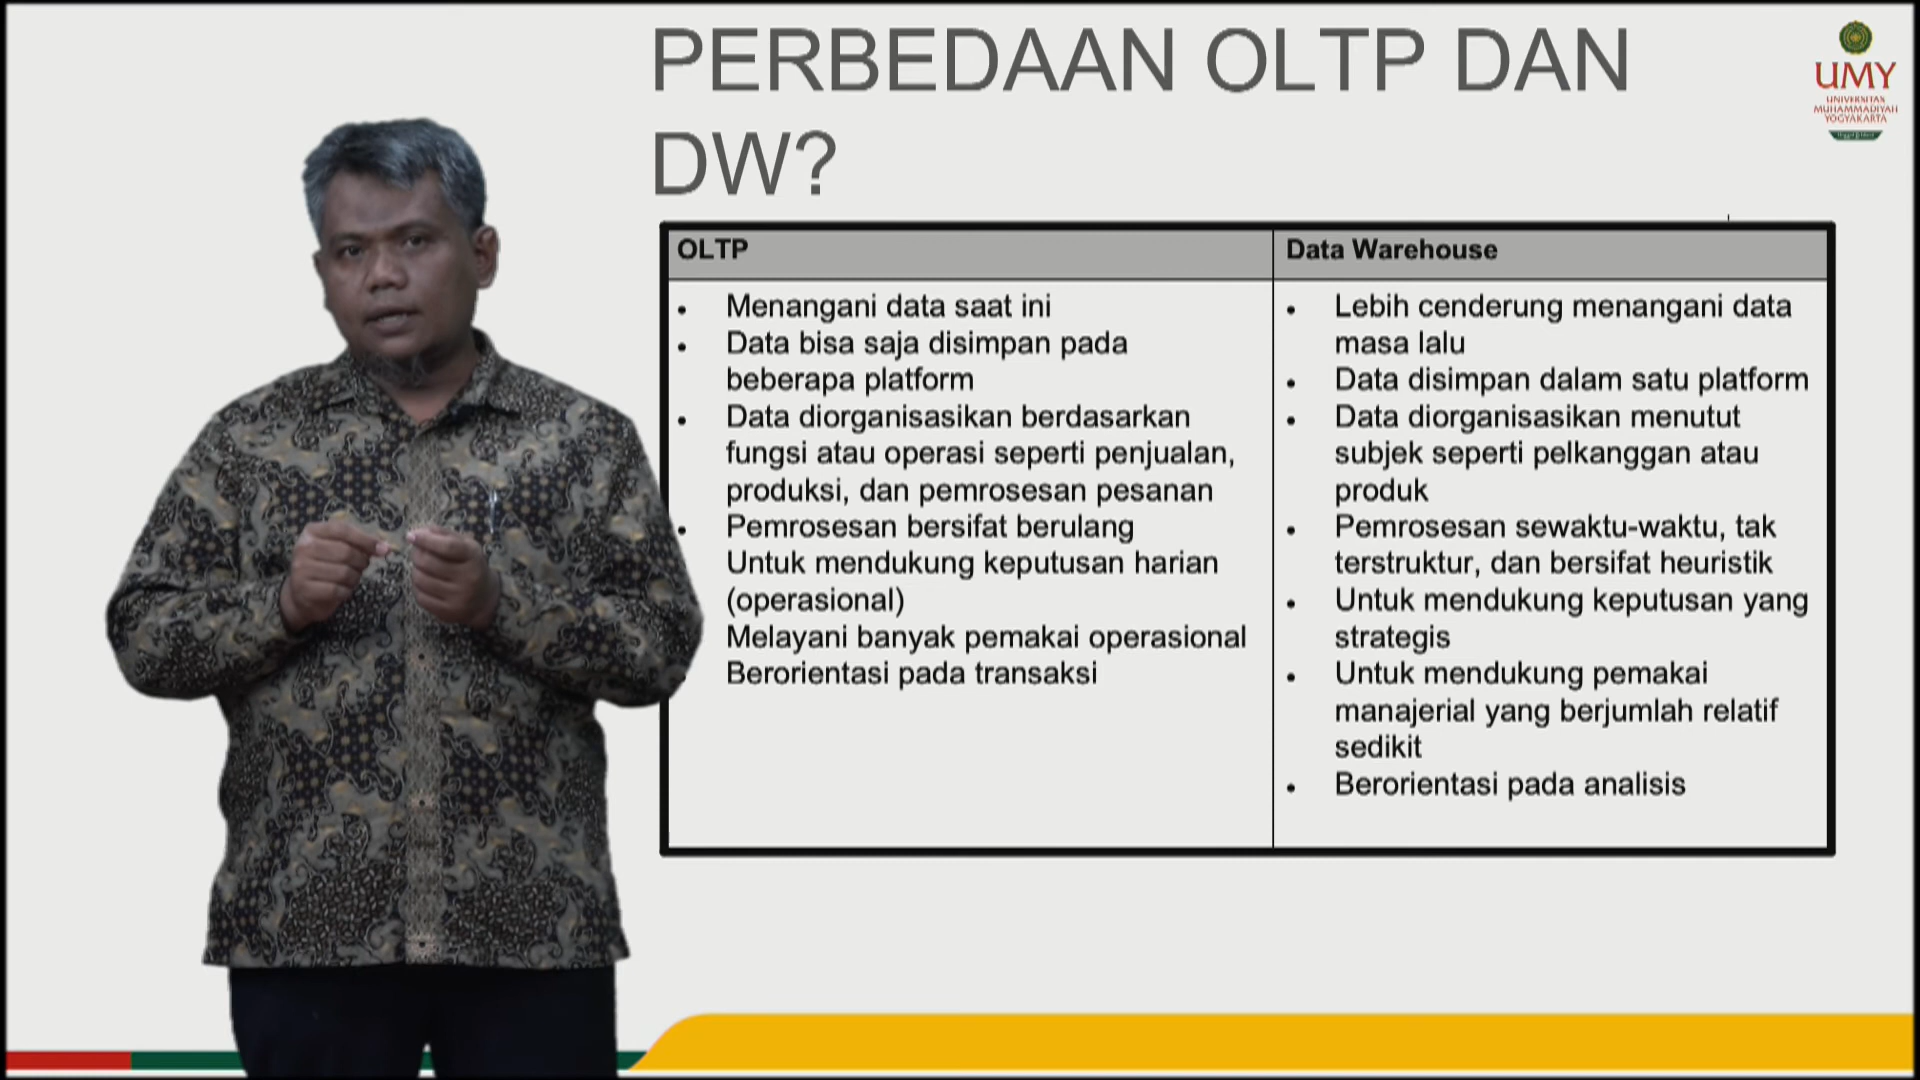 PERBEDAAN OLTP DAN
DW?
UMY
UNIVERSITAS
MUHAMMADIYAH
YOGYAKARTA
OLTP
• Menangani data saat ini
• Data bisa saja disimpan pada
beberapa platform
• Data diorganisasikan berdasarkan
fungsi atau operasi seperti penjualan,
produksi, dan pemrosesan pesanan
• Pemrosesan bersifat berulang
Untuk mendukung keputusan harian
(operasional)
Melayani banyak pemakai operasional
Berorientasi pada transaksi
Data Warehouse
• Lebih cenderung menangani data
masa lalu
• Data disimpan dalam satu platform
• Data diorganisasikan menutut
subjek seperti pelkanggan atau
produk
• Pemrosesan sewaktu-waktu, tak
terstruktur, dan bersifat heuristik
• Untuk mendukung keputusan yang
strategis
• Untuk mendukung pemakai
manajerial yang berjumlah relatif
sedikit
• Berorientasi pada analisis